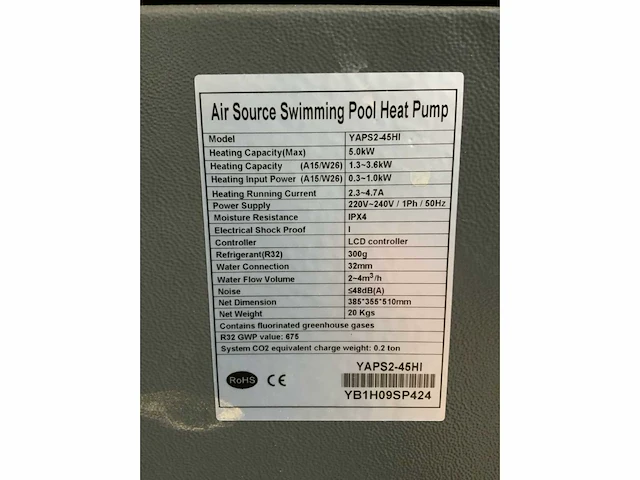 Air Source Swimming Pool Heat Pump
Model YAPS2-45HI
Heating Capacity(Max) 5.0kW
Heating Capacity (A15/W26) 1.3~3.6kW
Heating Input Power (A15/W26) 0.3~1.0kW
Heating Running Current 2.3~4.7A
Power Supply 220V~240V / 1Ph / 50Hz
Moisture Resistance IPX4
Electrical Shock Proof I
Controller LCD controller
Refrigerant(R32) 300g
Water Connection 32mm
Water Flow Volume 2~4m³/h
Noise ≤48dB(A)
Net Dimension 385*355*510mm
Net Weight 20 Kgs
Contains fluorinated greenhouse gases
R32 GWP value: 675
System CO2 equivalent charge weight: 0.2 ton
YAPS2-45HI
RoHS CE
YB1H09SP424